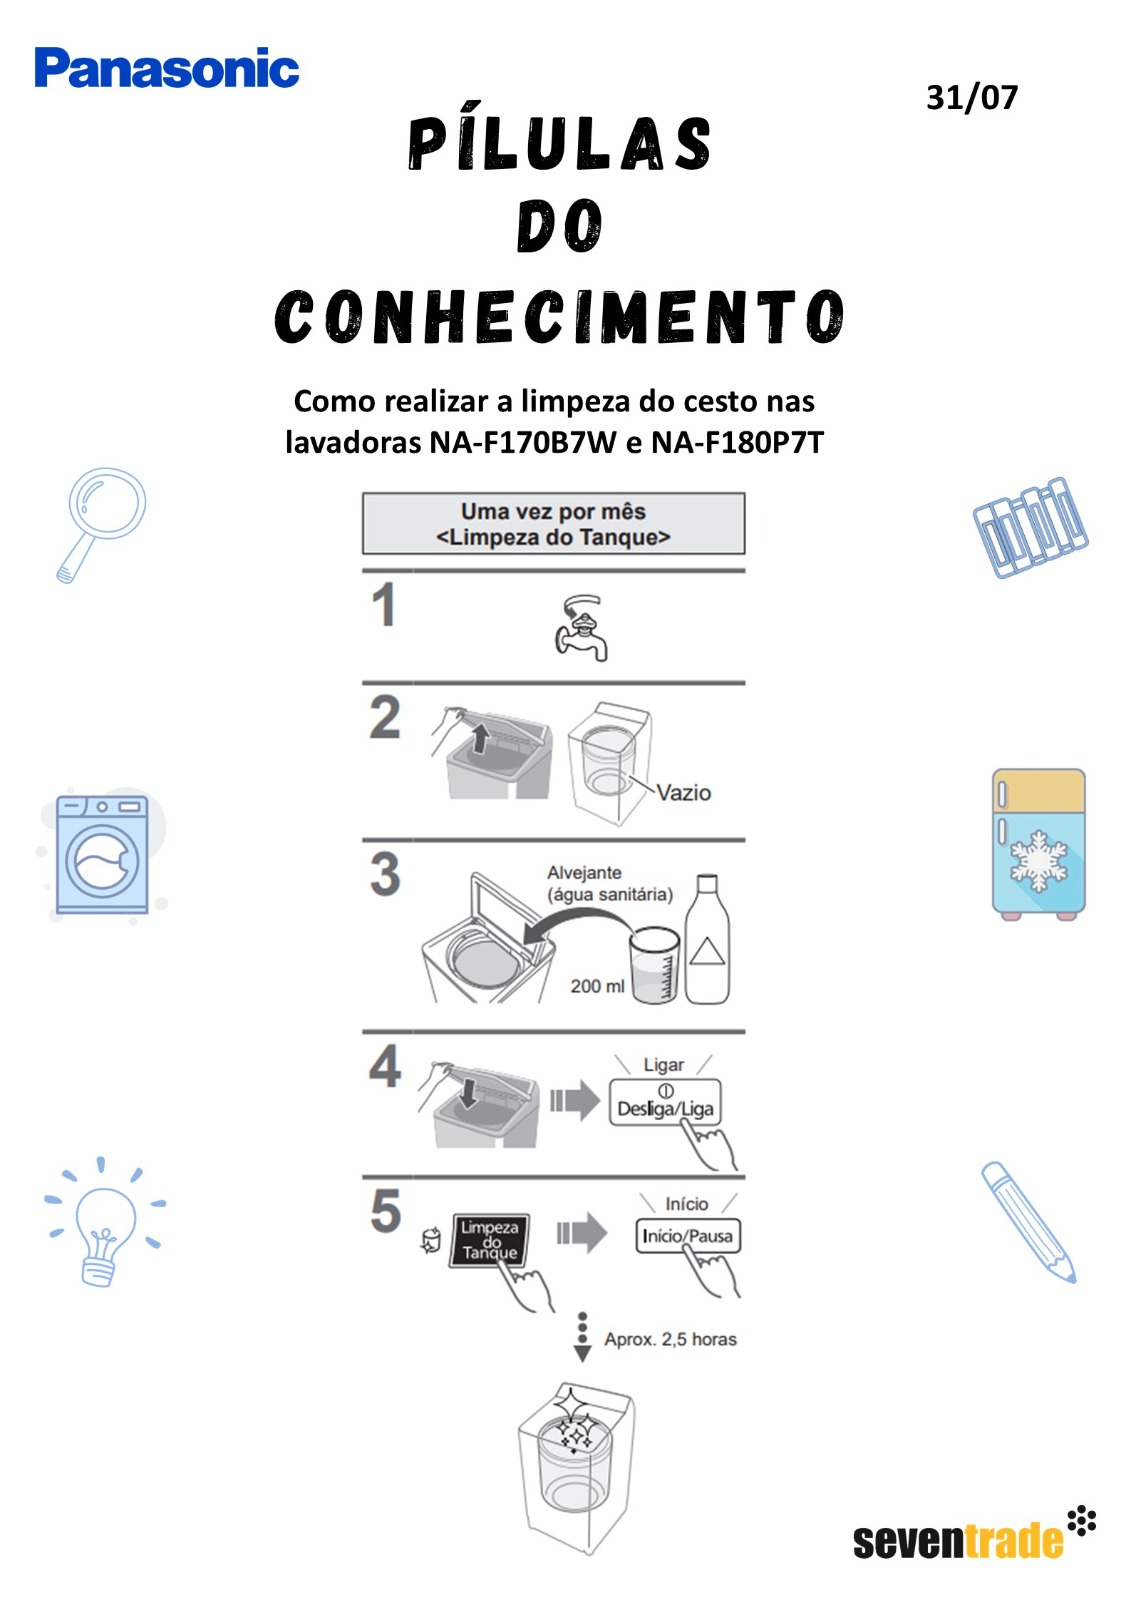 Panasonic
31/07
PÍLULAS
DO
CONHECIMENTO
Como realizar a limpeza do cesto nas
lavadoras NA-F170B7W e NA-F180P7T
Uma vez por mês
<Limpeza do Tanque>
1
2
Vazio
3
Alvejante
(água sanitária)
200 ml
4
Ligar
Desliga/Liga
5
Limpeza
do
Tanque
Início
Início/Pausa
Aprox. 2,5 horas
seventrade